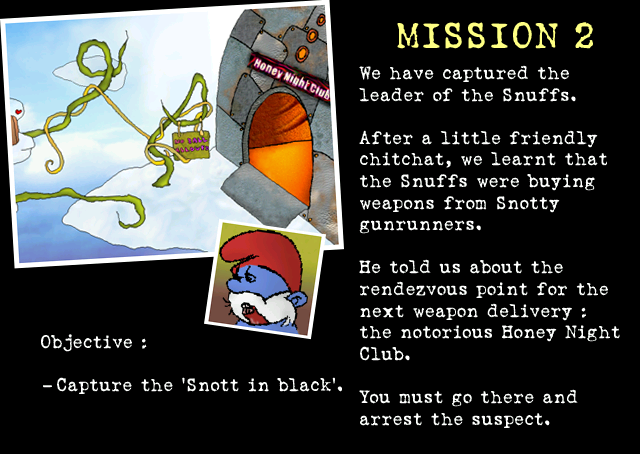 MISSION 2
We have captured the
leader of the Snuffs.
After a little friendly
chitchat, we learnt that
the Snuffs were buying
weapons from Snotty
gunrunners.
He told us about the
rendezvous point for the
next weapon delivery :
the notorious Honey Night
Club.
You must go there and
arrest the suspect.
Honey Night Club
Objective :
-Capture the 'Snott in black'.